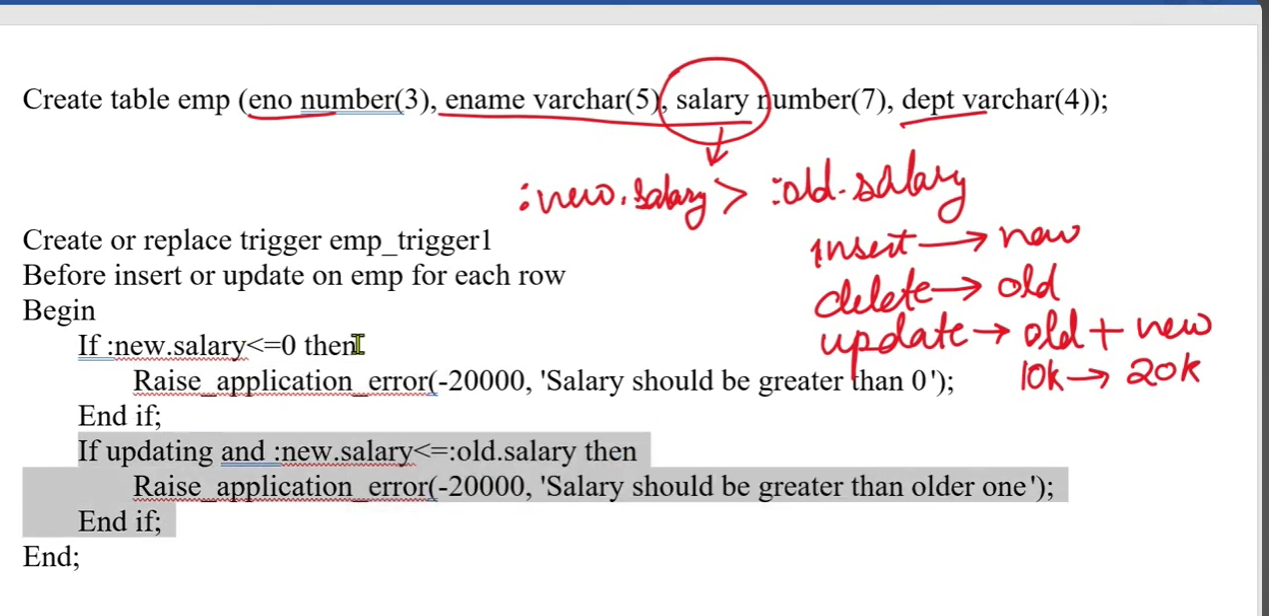 Create table emp (eno number(3), ename varchar(5), salary number(7), dept varchar(4));
:new.salary > :old.salary
Create or replace trigger emp_trigger1
insert → new
Before insert or update on emp for each row
delete → old
Begin
update → old + new
If :new.salary<=0 then
10k → 20k
Raise_application_error(-20000, 'Salary should be greater than 0');
End if;
If updating and :new.salary<=:old.salary then
Raise_application_error(-20000, 'Salary should be greater than older one');
End if;
End;